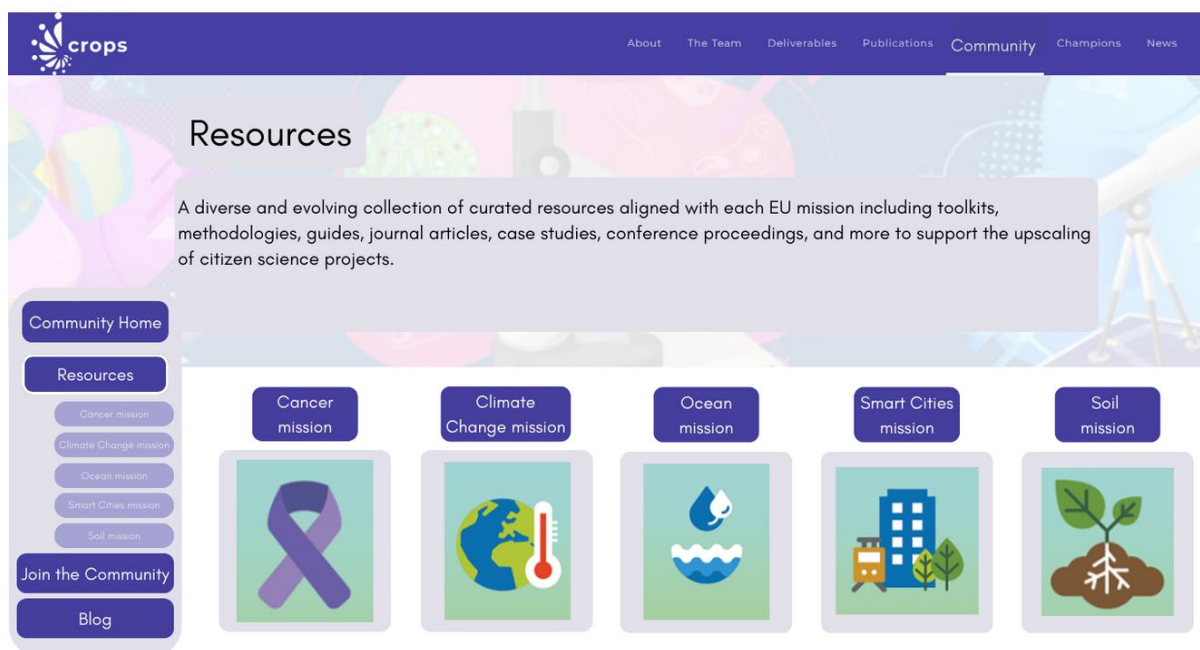 crops
About
The Team
Deliverables
Publications
Community
Champions
News
Resources
A diverse and evolving collection of curated resources aligned with each EU mission including toolkits,
methodologies, guides, journal articles, case studies, conference proceedings, and more to support the upscaling
of citizen science projects.
Community Home
Resources
Cancer mission
Climate Change mission
Ocean mission
Smart Cities mission
Soil mission
Join the Community
Blog
Cancer
mission
Climate
Change mission
Ocean
mission
Smart Cities
mission
Soil
mission